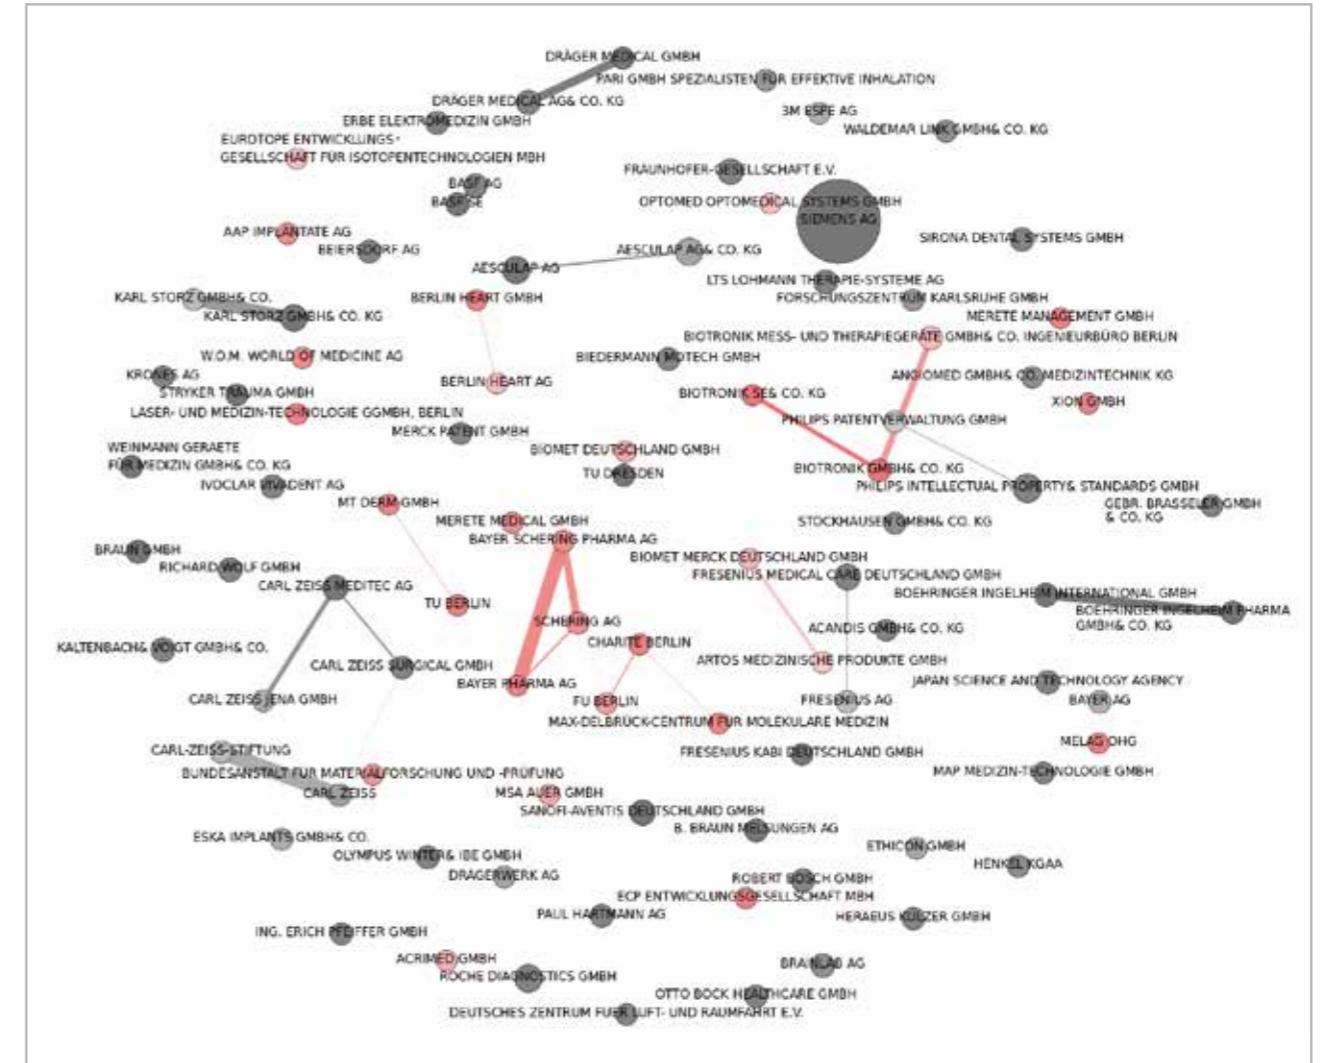 DRÄGER MEDICAL GMBH
PARI GMBH SPEZIALISTEN FÜR EFFEKTIVE INHALATION
DRÄGER MEDICAL AG& CO. KG
3M ESPE AG
ERBE ELEKTROMEDIZIN GMBH
WALDEMAR LINK GMBH& CO. KG
EUROTOPE ENTWICKLUNGS-
GESELLSCHAFT FÜR ISOTOPENTECHNOLOGIEN MBH
FRAUNHOFER-GESELLSCHAFT E.V.
BASF AG
BASF SE
OPTOMED OPTOMEDICAL SYSTEMS GMBH
SIEMENS AG
AAP IMPLANTATE AG
SIRONA DENTAL SYSTEMS GMBH
BEIERSDORF AG
AESCULAP AG& CO. KG
AESCULAP AG
LTS LOHMANN THERAPIE-SYSTEME AG
KARL STORZ GMBH& CO.
BERLIN HEART GMBH
FORSCHUNGSZENTRUM KARLSRUHE GMBH
KARL STORZ GMBH& CO. KG
MERETE MANAGEMENT GMBH
BIOTRONIK MESS- UND THERAPIEGERÄTE GMBH& CO. INGENIEURBÜRO BERLIN
W.O.M. WORLD OF MEDICINE AG
BIEDERMANN MOTECH GMBH
KRONES AG
BERLIN HEART AG
ANGIOMED GMBH& CO. MEDIZINTECHNIK KG
STRYKER TRAUMA GMBH
BIOTRONIK SE& CO. KG
XION GMBH
LASER- UND MEDIZIN-TECHNOLOGIE GGMBH, BERLIN
PHILIPS PATENTVERWALTUNG GMBH
MERCK PATENT GMBH
WEINMANN GERAETE
FÜR MEDIZIN GMBH& CO. KG
BIOMET DEUTSCHLAND GMBH
TU DRESDEN
BIOTRONIK GMBH& CO. KG
IVOCLAR VIVADENT AG
PHILIPS INTELLECTUAL PROPERTY& STANDARDS GMBH
MT DERM GMBH
GEBR. BRASSELER GMBH
& CO. KG
MERETE MEDICAL GMBH
STOCKHAUSEN GMBH& CO. KG
BAYER SCHERING PHARMA AG
BRAUN GMBH
BIOMET MERCK DEUTSCHLAND GMBH
RICHARD WOLF GMBH
FRESENIUS MEDICAL CARE DEUTSCHLAND GMBH
CARL ZEISS MEDITEC AG
BOEHRINGER INGELHEIM INTERNATIONAL GMBH
TU BERLIN
BOEHRINGER INGELHEIM PHARMA
GMBH& CO. KG
SCHERING AG
ACANDIS GMBH& CO. KG
CHARITE BERLIN
KALTENBACH& VOIGT GMBH& CO.
CARL ZEISS SURGICAL GMBH
ARTOS MEDIZINISCHE PRODUKTE GMBH
BAYER PHARMA AG
JAPAN SCIENCE AND TECHNOLOGY AGENCY
CARL ZEISS JENA GMBH
FU BERLIN
FRESENIUS AG
BAYER AG
MAX-DELBRÜCK-CENTRUM FÜR MOLEKULARE MEDIZIN
MELAG OHG
CARL-ZEISS-STIFTUNG
FRESENIUS KABI DEUTSCHLAND GMBH
BUNDESANSTALT FÜR MATERIALFORSCHUNG UND -PRÜFUNG
MAP MEDIZIN-TECHNOLOGIE GMBH
CARL ZEISS
MSA AUER GMBH
SANOFI-AVENTIS DEUTSCHLAND GMBH
B. BRAUN MELSUNGEN AG
ESKA IMPLANTS GMBH& CO.
ETHICON GMBH
OLYMPUS WINTER& IBE GMBH
HENKEL KGAA
DRAGERWERK AG
ROBERT BOSCH GMBH
ECP ENTWICKLUNGSGESELLSCHAFT MBH
PAUL HARTMANN AG
HERAEUS KULZER GMBH
ING. ERICH PFEIFFER GMBH
ACRIMED GMBH
BRAINLAB AG
ROCHE DIAGNOSTICS GMBH
OTTO BOCK HEALTHCARE GMBH
DEUTSCHES ZENTRUM FUER LUFT- UND RAUMFAHRT E.V.